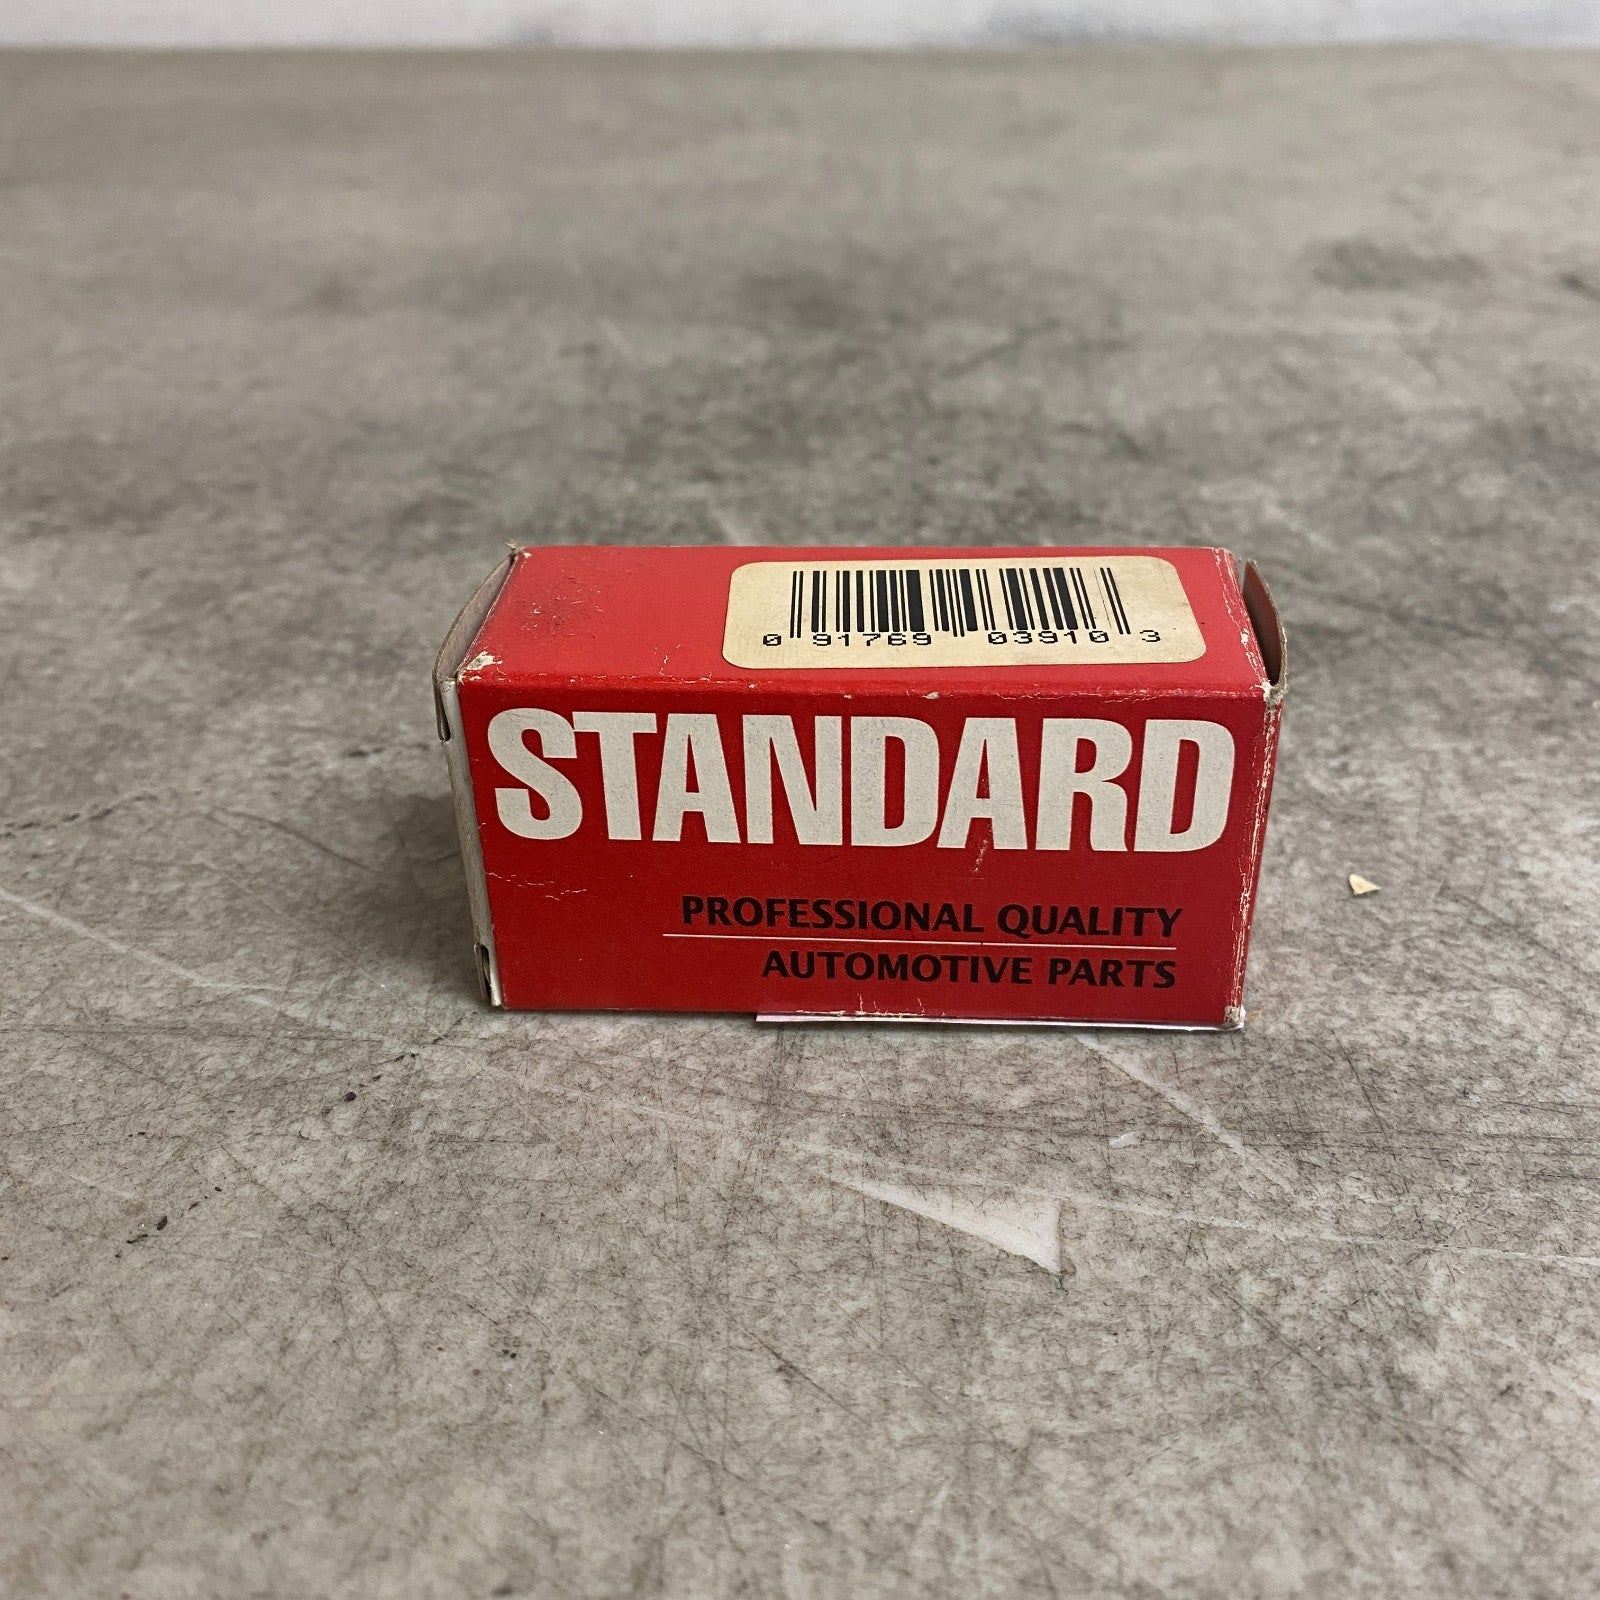 0 91769 03910 3
STANDARD
PROFESSIONAL QUALITY
AUTOMOTIVE PARTS